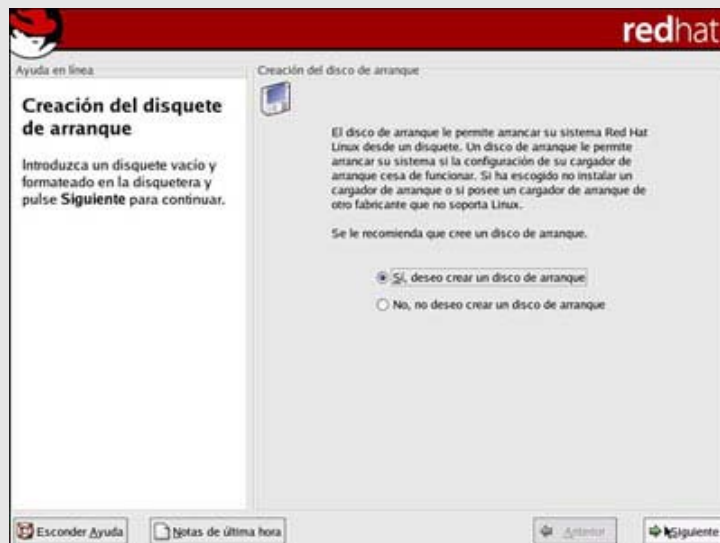 redhat
Ayuda en línea
Creación del disquete
de arranque
Introduzca un disquete vacío y
formateado en la disquetera y
pulse Siguiente para continuar.
Creación del disco de arranque
El disco de arranque le permite arrancar su sistema Red Hat
Linux desde un disquete. Un disco de arranque le permite
arrancar su sistema si la configuración de su cargador de
arranque cesa de funcionar. Si ha escogido no instalar un
cargador de arranque o si posee un cargador de arranque de
otro fabricante que no soporta Linux.
Se le recomienda que cree un disco de arranque.
Sí, deseo crear un disco de arranque
No, no deseo crear un disco de arranque
Esconder Ayuda
Notas de última hora
Anterior
Siguiente